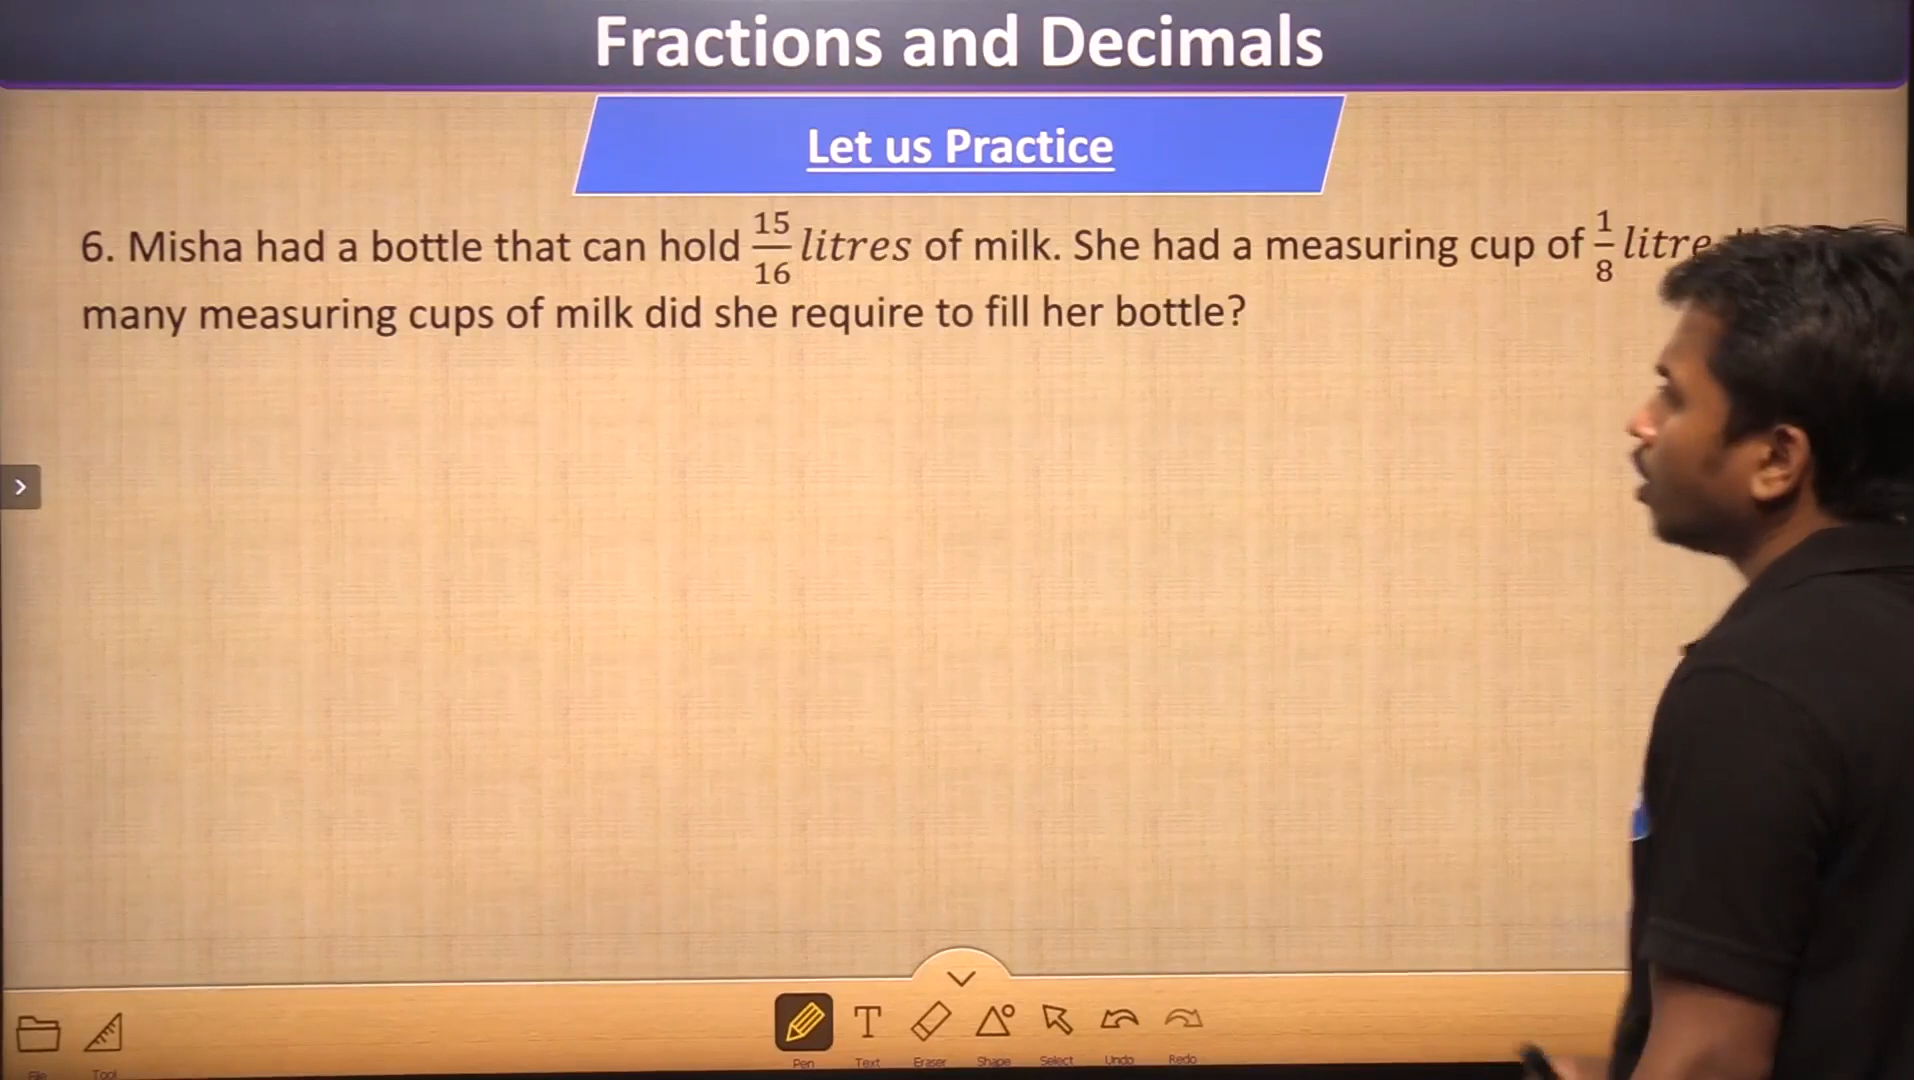 Fractions and Decimals
Let us Practice
6. Misha had a bottle that can hold 15/16 litres of milk. She had a measuring cup of 1/8 litre
many measuring cups of milk did she require to fill her bottle?
Pen Text Eraser Shape Select Undo Redo
File Tool